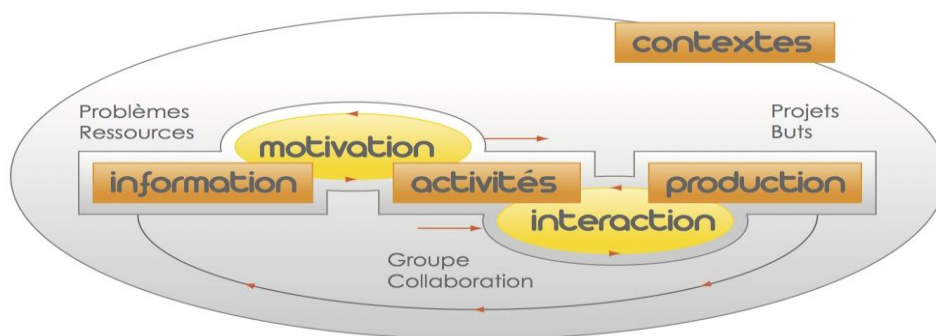 contextes
Problèmes
Ressources
Projets
Buts
motivation
information
activités
production
interaction
Groupe
Collaboration